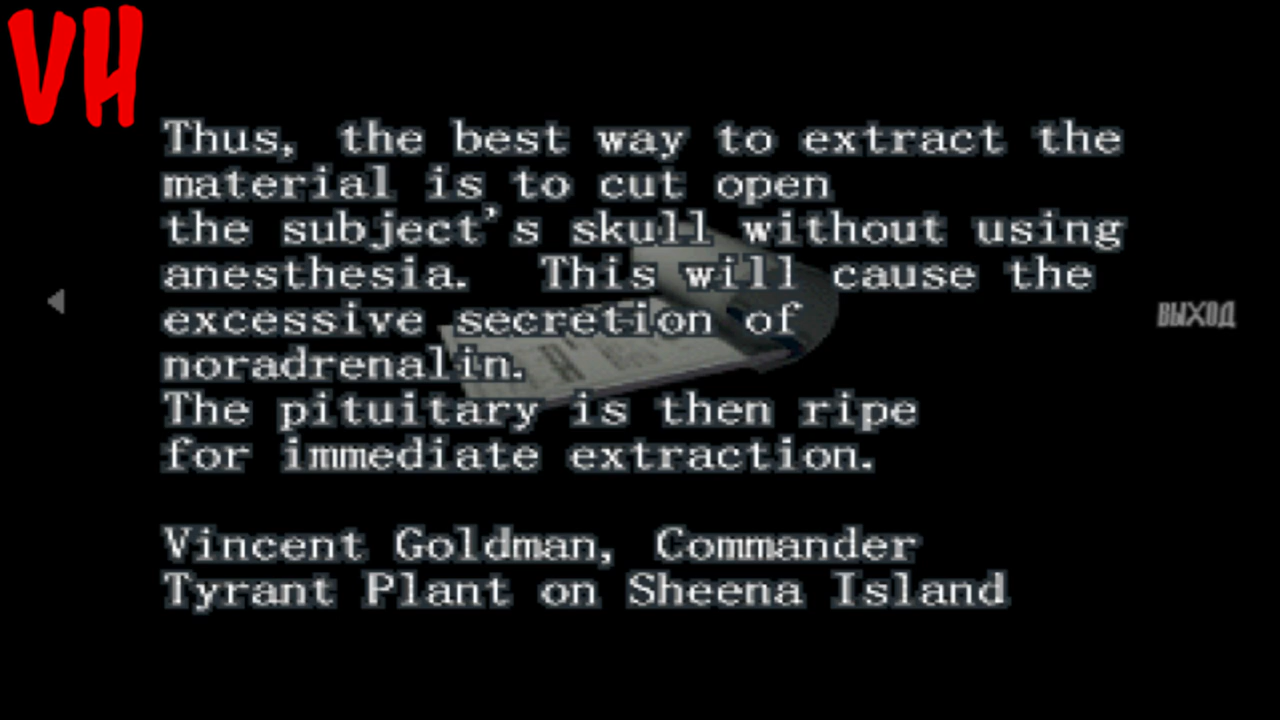 VH
Thus, the best way to extract the
material is to cut open
the subject's skull without using
anesthesia. This will cause the
excessive secretion of
noradrenalin.
The pituitary is then ripe
for immediate extraction.
ВЫХОД
Vincent Goldman, Commander
Tyrant Plant on Sheena Island